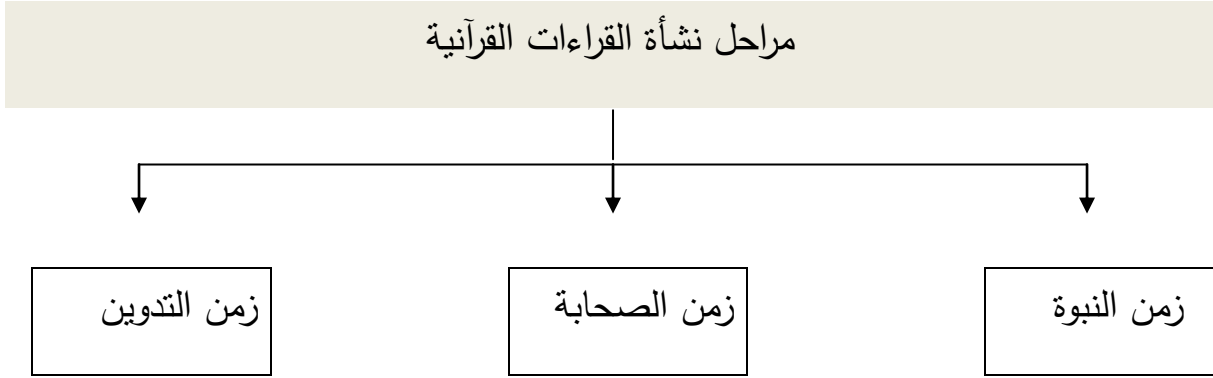 مراحل نشأة القراءات القرآنية
زمن النبوة
زمن الصحابة
زمن التدوين